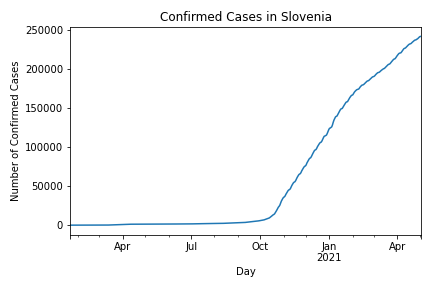 Confirmed Cases in Slovenia
250000
200000
150000
100000
50000
0
Number of Confirmed Cases
Apr Jul Oct Jan Apr
2021
Day